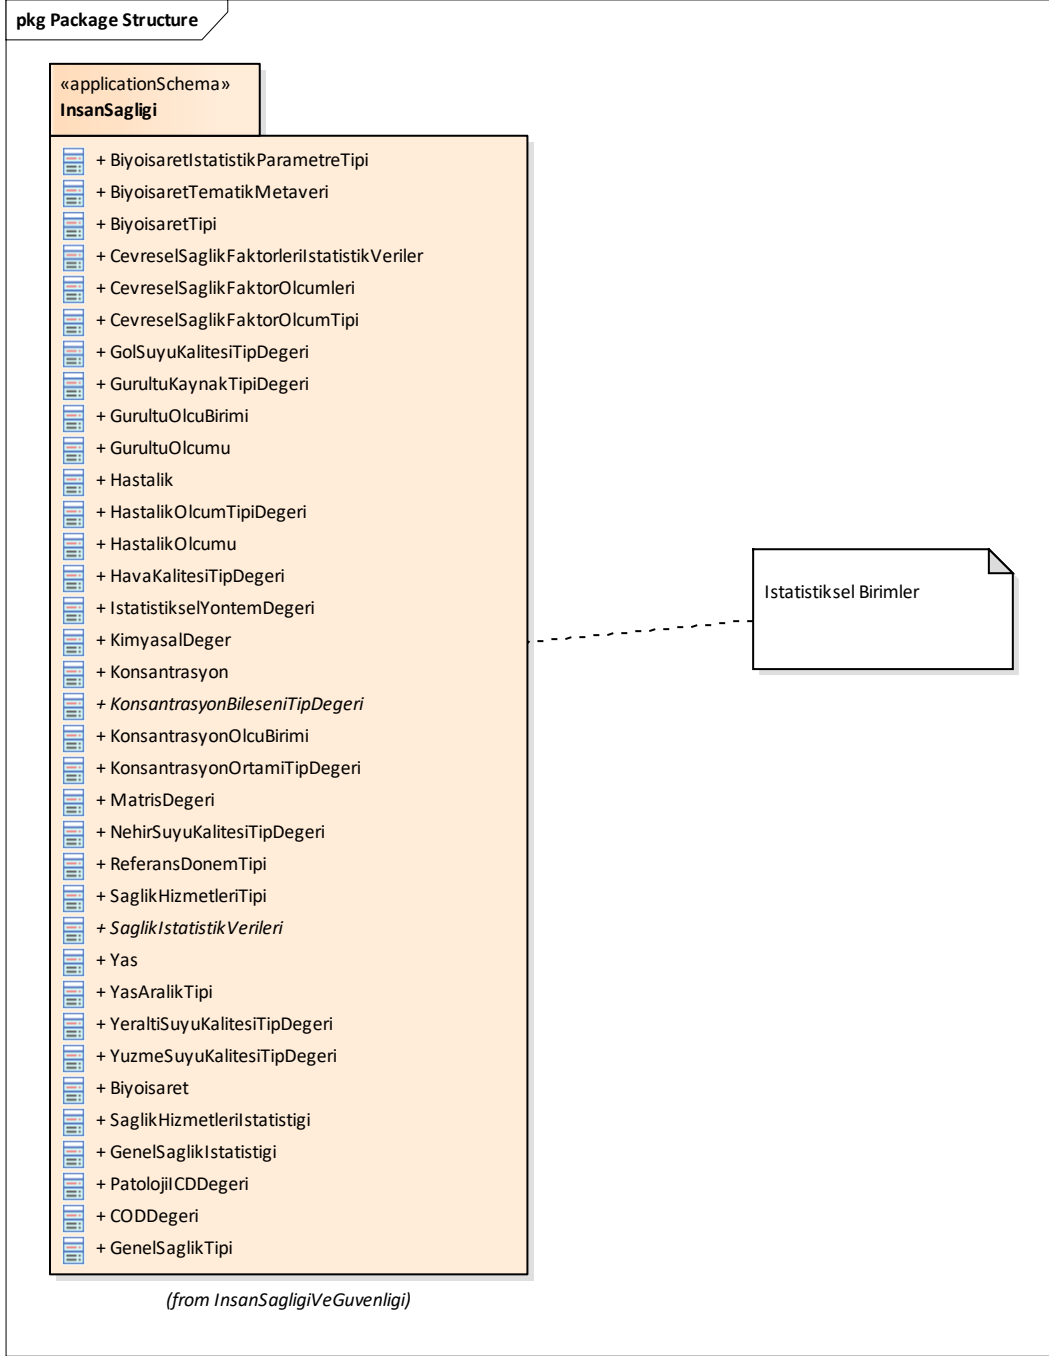 pkg Package Structure
«applicationSchema»
InsanSagligi
+ BiyoisaretIstatistikParametreTipi
+ BiyoisaretTematikMetaveri
+ BiyoisaretTipi
+ CevreselSaglikFaktorleriIstatistikVeriler
+ CevreselSaglikFaktorOlcumleri
+ CevreselSaglikFaktorOlcumTipi
+ GolSuyuKalitesiTipDegeri
+ GurultuKaynakTipiDegeri
+ GurultuOlcuBirimi
+ GurultuOlcumu
+ Hastalik
+ HastalikOlcumTipiDegeri
+ HastalikOlcumu
+ HavaKalitesiTipDegeri
+ IstatistikselYontemDegeri
+ KimyasalDeger
+ Konsantrasyon
+ KonsantrasyonBileseniTipDegeri
+ KonsantrasyonOlcuBirimi
+ KonsantrasyonOrtamiTipDegeri
+ MatrisDegeri
+ NehirSuyuKalitesiTipDegeri
+ ReferansDonemTipi
+ SaglikHizmetleriTipi
+ SaglikIstatistikVerileri
+ Yas
+ YasAralikTipi
+ YeraltiSuyuKalitesiTipDegeri
+ YuzmeSuyuKalitesiTipDegeri
+ Biyoisaret
+ SaglikHizmetleriIstatistigi
+ GenelSaglikIstatistigi
+ PatolojiICDDegeri
+ CODDegeri
+ GenelSaglikTipi
(from InsanSagligiVeGuvenligi)
Istatistiksel Birimler